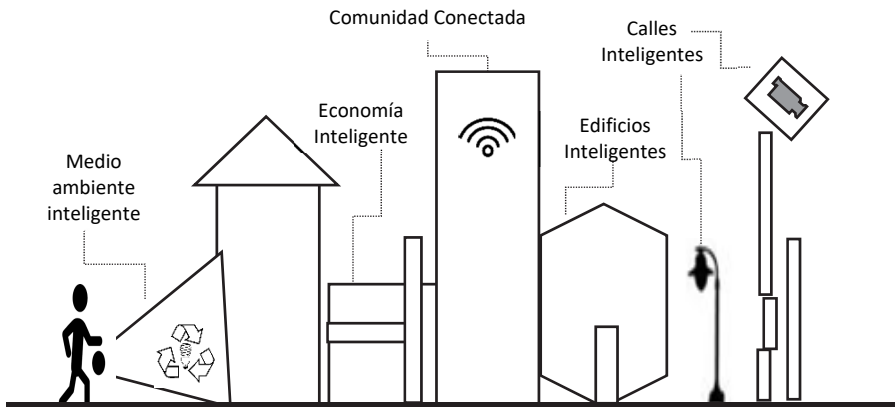 Comunidad Conectada
Calles
Inteligentes
Economía
Inteligente
Edificios
Inteligentes
Medio
ambiente
inteligente